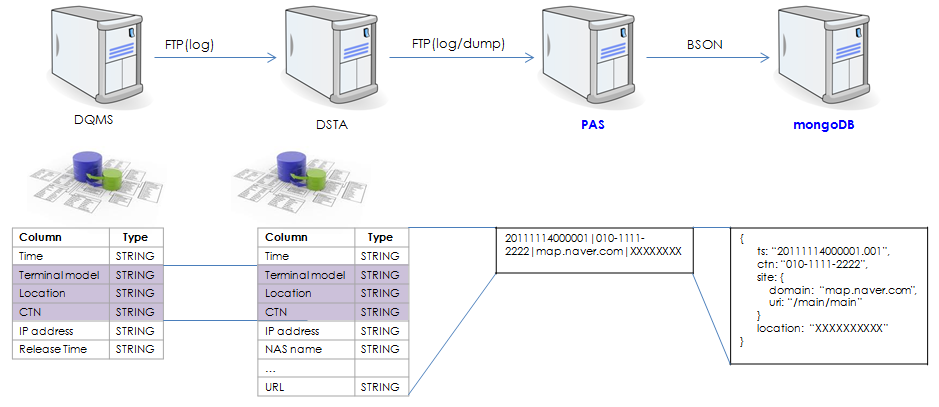 FTP(log)
FTP(log/dump)
BSON
DQMS
DSTA
PAS
mongoDB
Column Type
Time STRING
Terminal model STRING
Location STRING
CTN STRING
IP address STRING
Release Time STRING
Column Type
Time STRING
Terminal model STRING
Location STRING
CTN STRING
IP address STRING
NAS name STRING
...
URL STRING
20111114000001|010-1111-
2222|map.naver.com|XXXXXXXX
{
ts: “20111114000001.001”,
ctn: “010-1111-2222”,
site: {
domain: “map.naver.com”,
uri: “/main/main”
}
location: “XXXXXXXXXX”
}